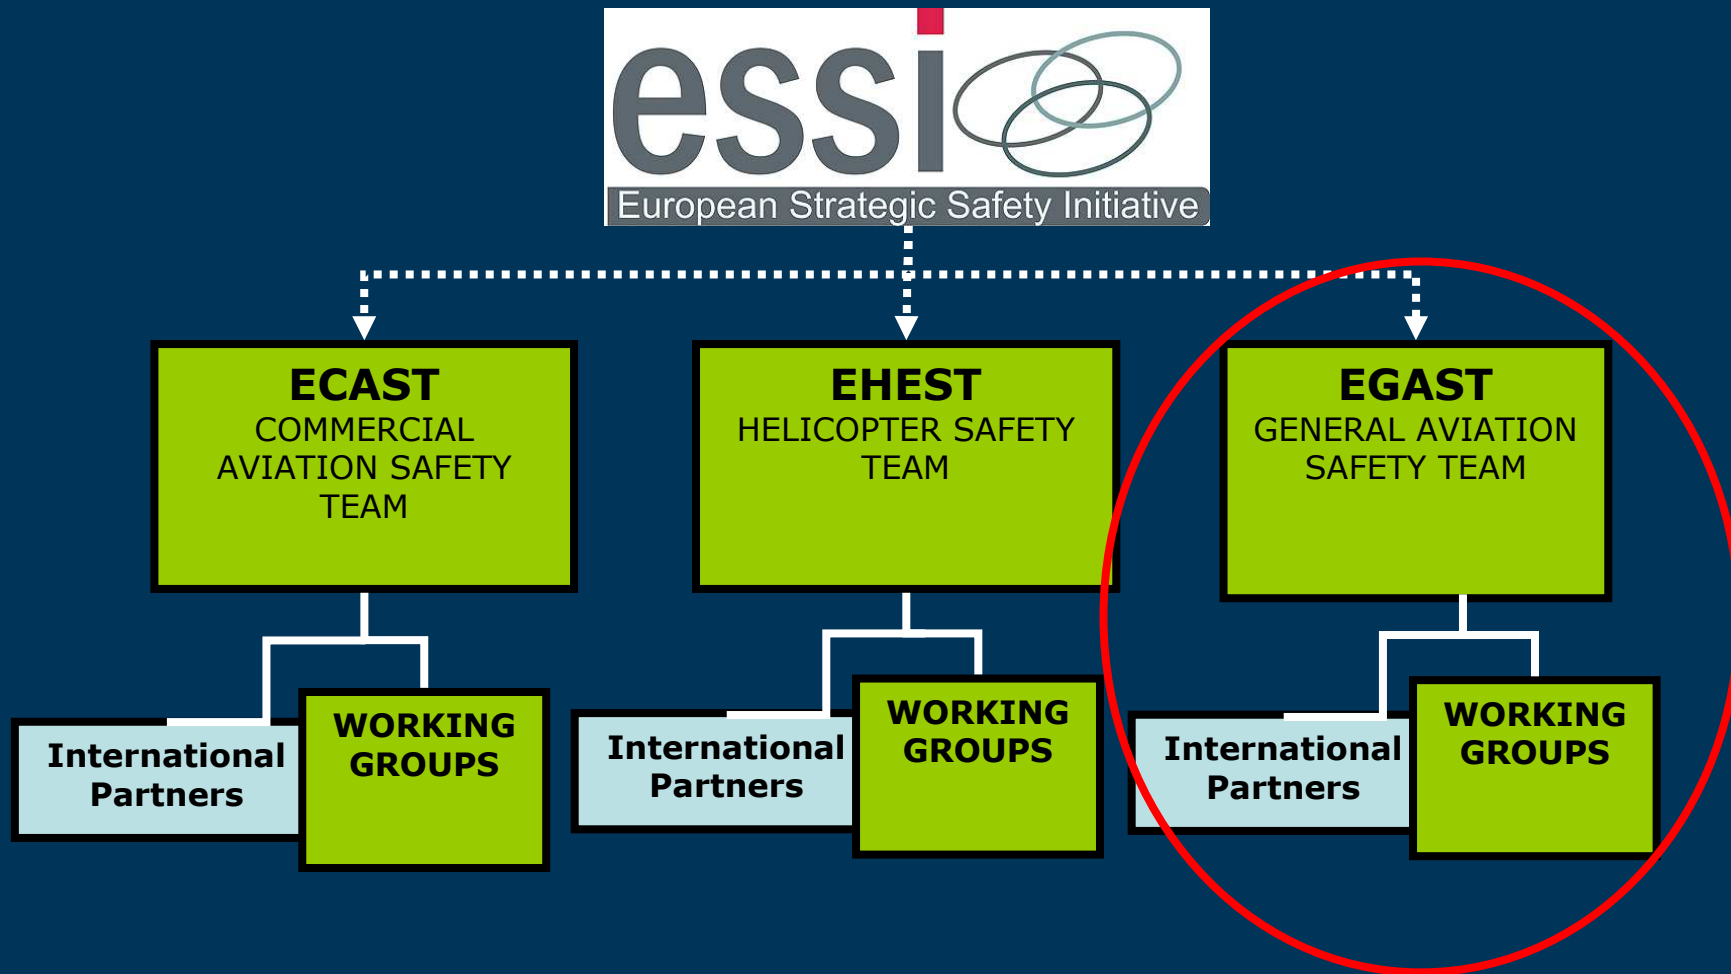 essi
European Strategic Safety Initiative
ECAST
COMMERCIAL
AVIATION SAFETY
TEAM
EHEST
HELICOPTER SAFETY
TEAM
EGAST
GENERAL AVIATION
SAFETY TEAM
International
Partners
WORKING
GROUPS
International
Partners
WORKING
GROUPS
International
Partners
WORKING
GROUPS